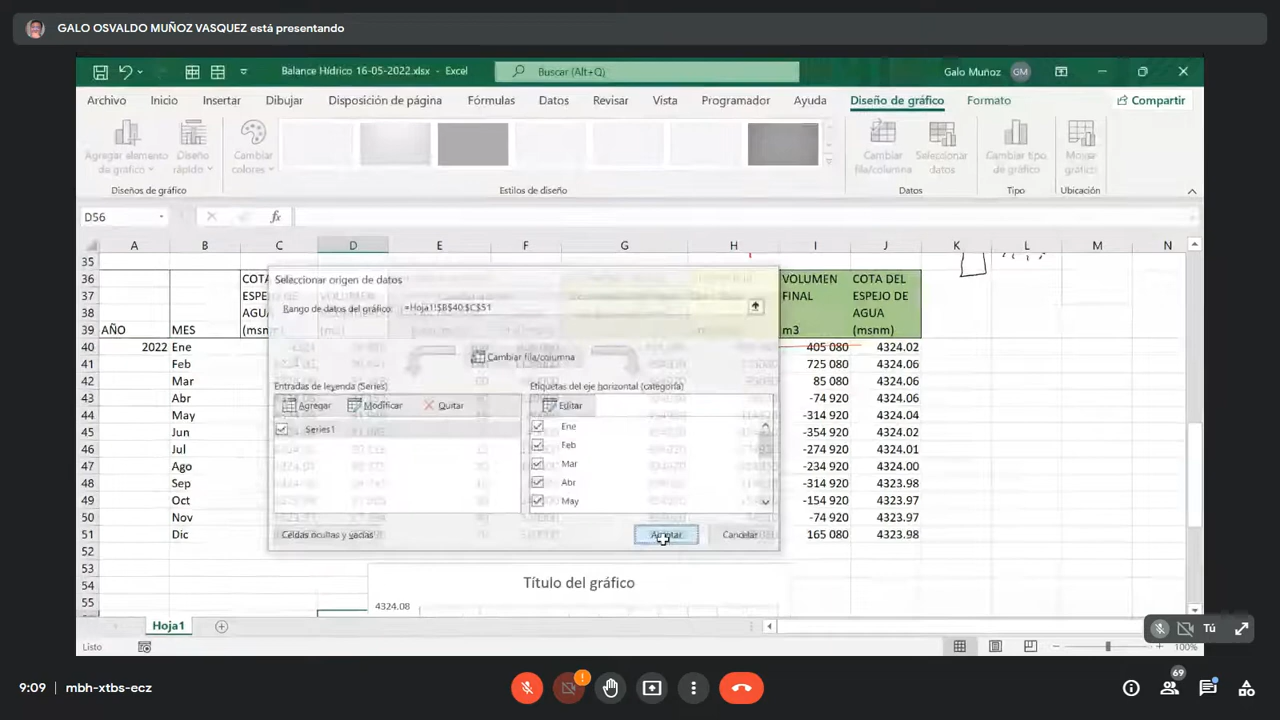 GALO OSVALDO MUÑOZ VASQUEZ está presentando
Balance Hídrico 16-05-2022.xlsx - Excel
Buscar (Alt+Q)
Galo Muñoz GM
Archivo Inicio Insertar Dibujar Disposición de página Fórmulas Datos Revisar Vista Programador Ayuda Diseño de gráfico Formato Compartir
Agregar elemento de gráfico
Diseño rápido
Cambiar colores
Cambiar fila/columna
Seleccionar datos
Cambiar tipo de gráfico
Mover gráfico
Diseños de gráfico Estilos de diseño Datos Tipo Ubicación
D56 fx
A B C D E F G H I J K L M N
35
36 COTA VOLUMEN COTA DEL
37 ESPEJO DE FINAL ESPEJO DE
38 AGUA AGUA
39 AÑO MES (msnm) m3 (msnm)
40 2022 Ene 405 080 4324.02
41 Feb 725 080 4324.06
42 Mar 85 080 4324.06
43 Abr -74 920 4324.06
44 May -314 920 4324.04
45 Jun -354 920 4324.02
46 Jul -274 920 4324.01
47 Ago -234 920 4324.00
48 Sep -314 920 4323.98
49 Oct -154 920 4323.97
50 Nov -74 920 4323.97
51 Dic 165 080 4323.98
52
53
54
55
Seleccionar origen de datos
Rango de datos del gráfico: =Hoja1!$B$40:$C$51
Cambiar fila/columna
Entradas de leyenda (Series) Etiquetas del eje horizontal (categoría)
Agregar Modificar Quitar Editar
Series1
Ene
Feb
Mar
Abr
May
Celdas ocultas y vacías Aceptar Cancelar
Título del gráfico
4324.08
Hoja1
Tú
Listo 100%
9:09 mbh-xtbs-ecz
!
69